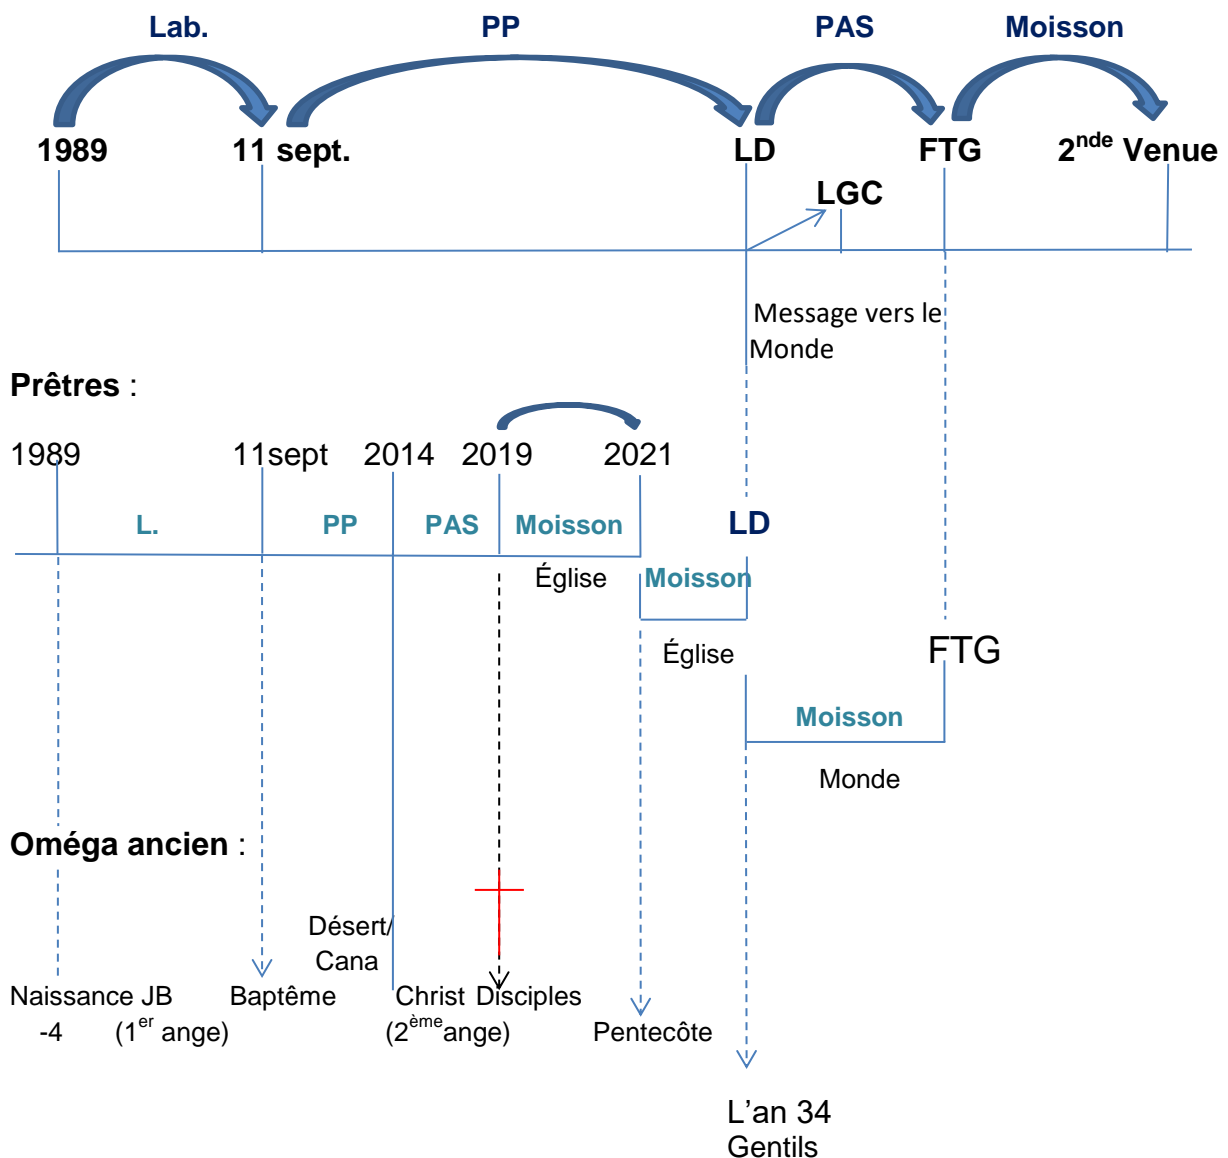 Lab. PP PAS Moisson
1989 11 sept. LD FTG 2nde Venue
LGC
Message vers le
Monde
Prêtres :
1989 11sept 2014 2019 2021
L. PP PAS Moisson LD
Église Moisson
Église FTG
Moisson
Monde
Oméga ancien :
Désert/
Cana
Naissance JB Baptême Christ Disciples
-4 (1er ange) (2ème ange) Pentecôte
L'an 34
Gentils